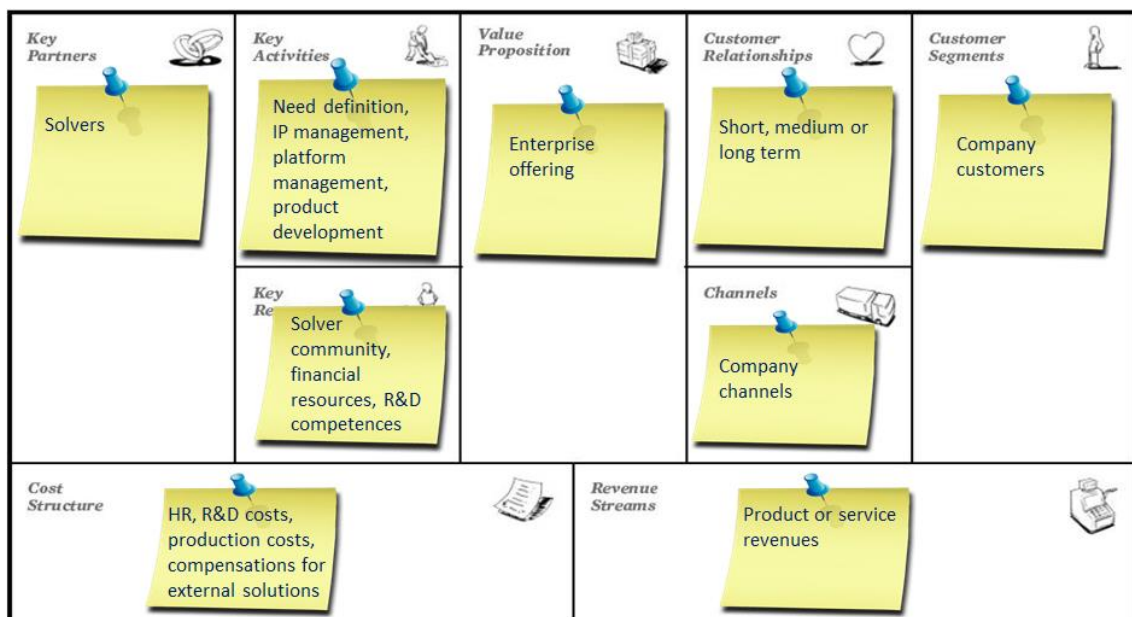 Key
Partners
Solvers
Key
Activities
Need definition,
IP management,
platform
management,
product
development
Key
Re
Solver
community,
financial
resources, R&D
competences
Value
Proposition
Enterprise
offering
Customer
Relationships
Short, medium or
long term
Channels
Company
channels
Customer
Segments
Company
customers
Cost
Structure
HR, R&D costs,
production costs,
compensations for
external solutions
Revenue
Streams
Product or service
revenues